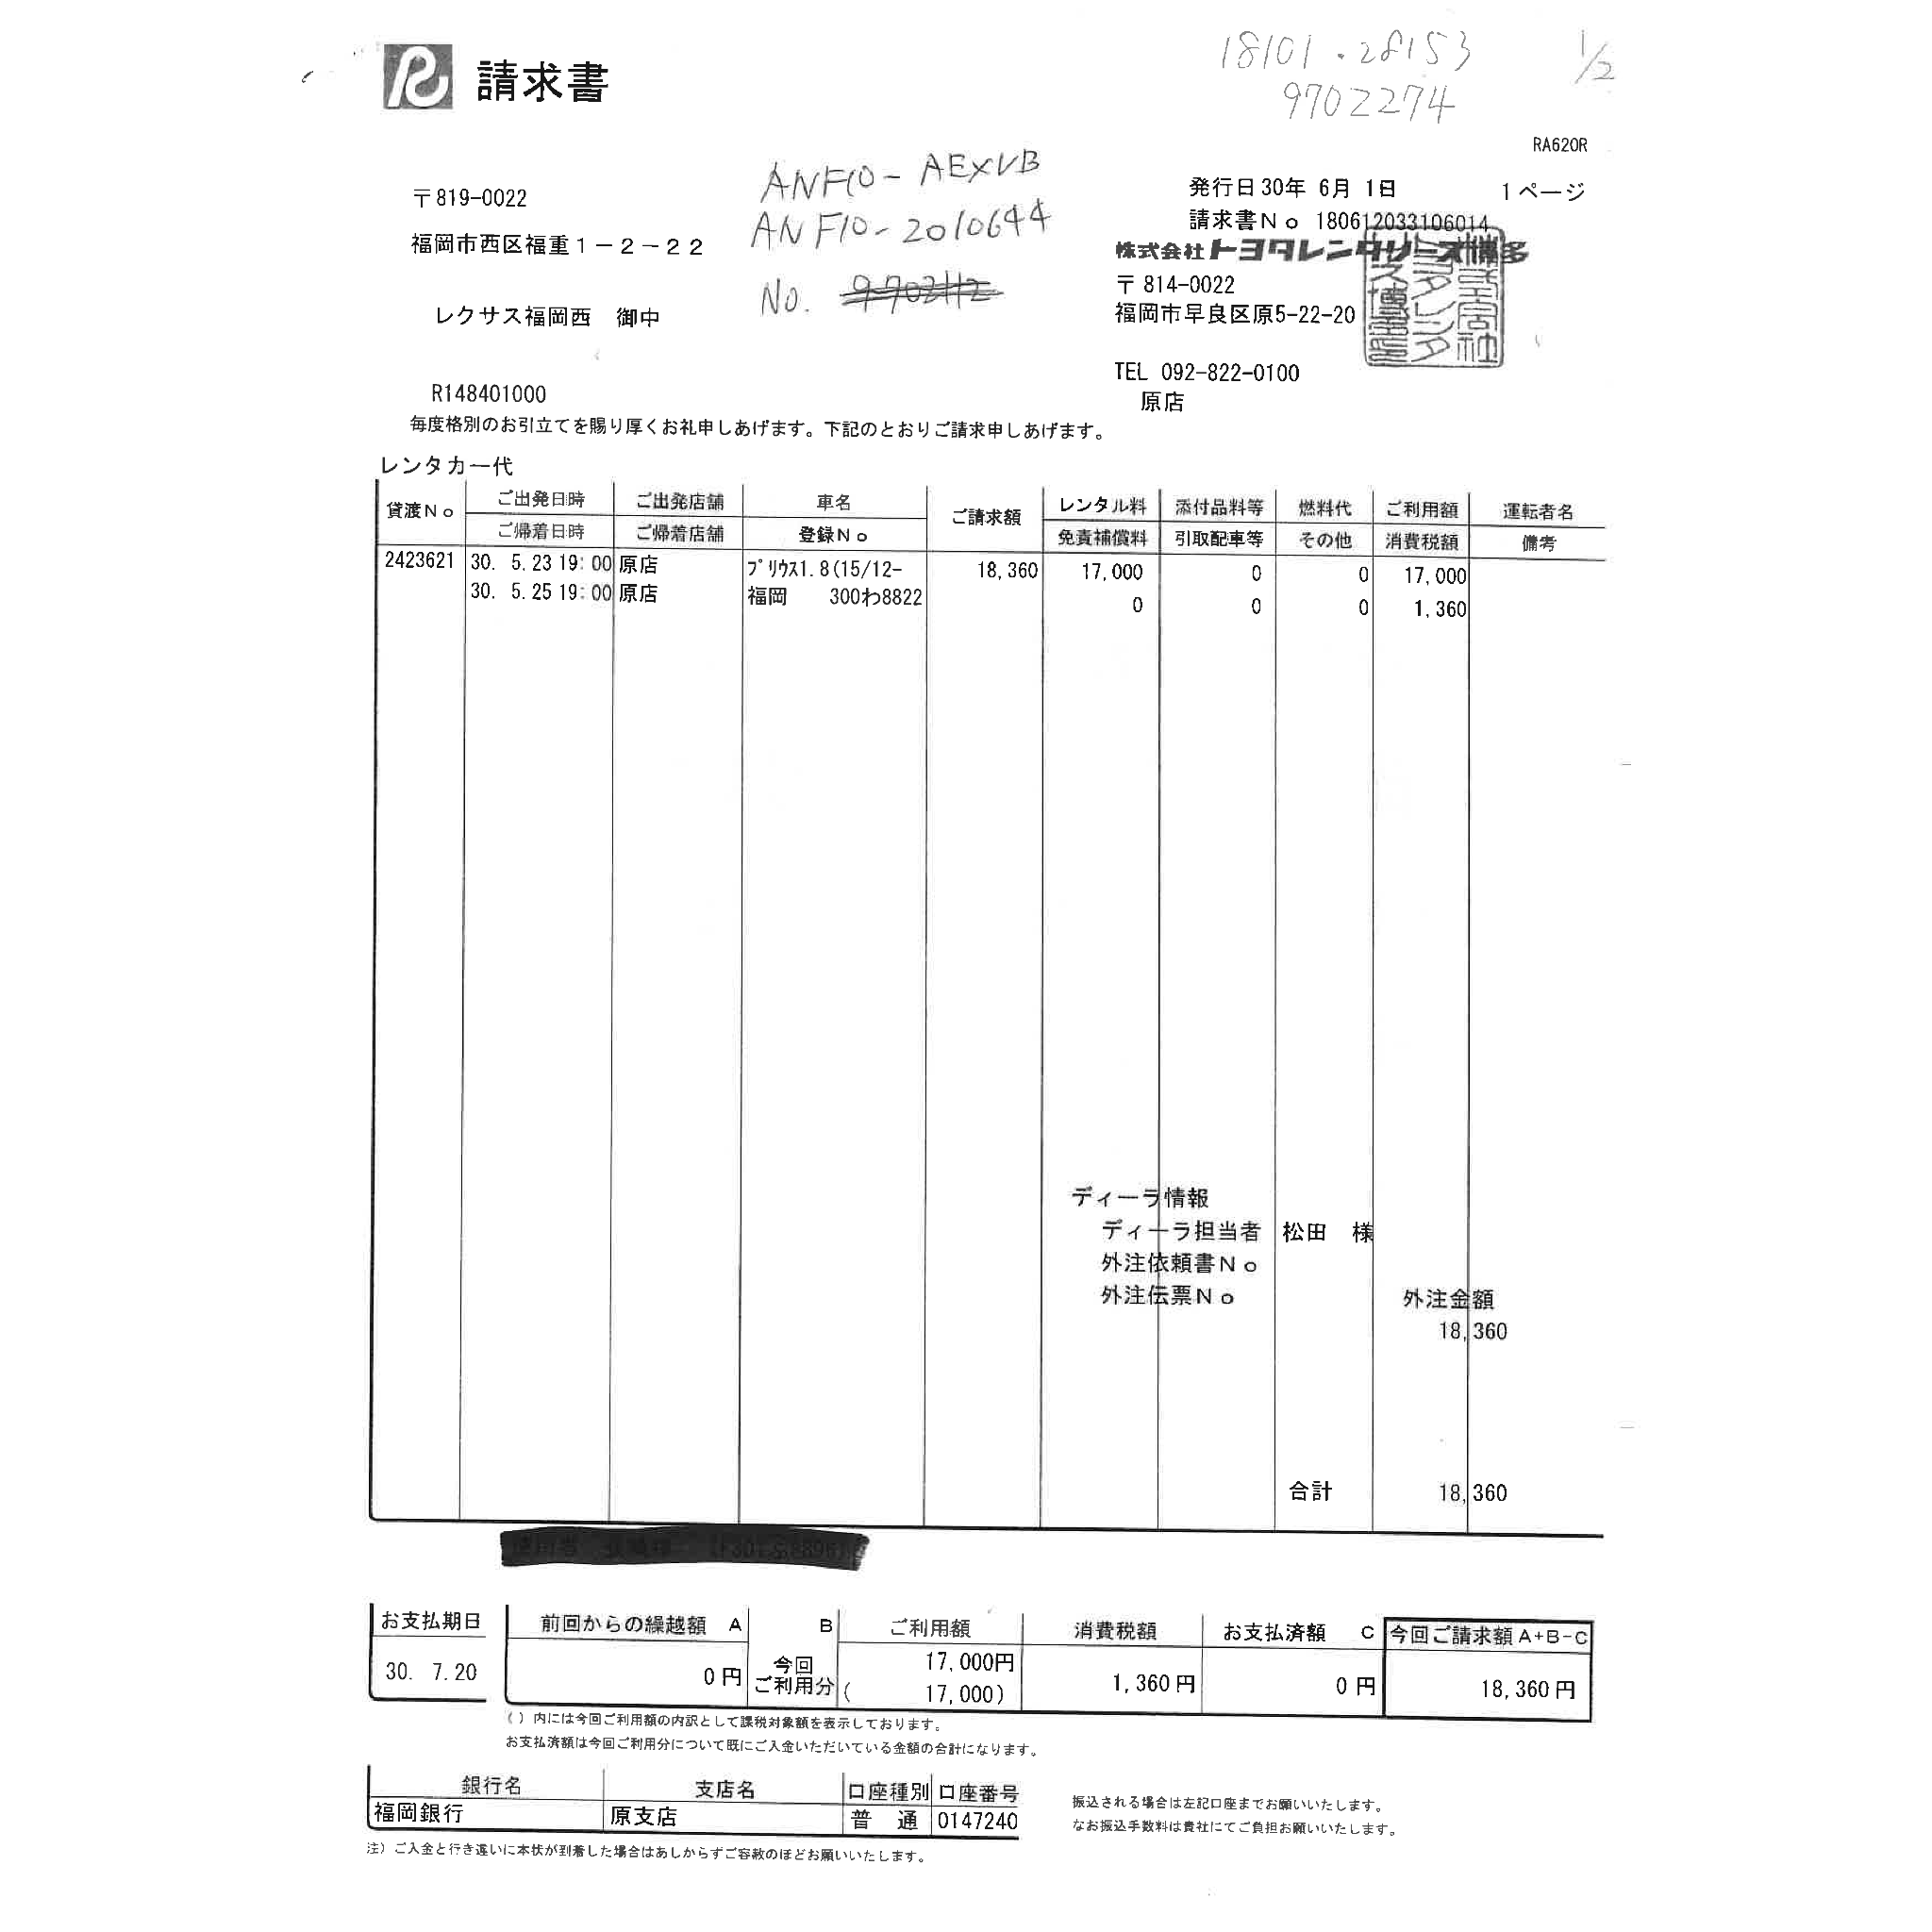 請求書
18101・28153
1/2
9702274
RA620R
ANF10-AEXVB
ANF10-2010644
No.
〒819-0022
福岡市西区福重１－２－２２
レクサス福岡西　御中
R148401000
発行日 30年 6月 1日
1 ページ
請求書Ｎｏ 180612033106014
株式会社トヨタレンタリース博多
〒 814-0022
福岡市早良区原5-22-20
TEL 092-822-0100
原店
毎度格別のお引立てを賜り厚くお礼申しあげます。下記のとおりご請求申しあげます。
レンタカー代
貸渡Ｎｏ ご出発日時 ご出発店舗 車名 ご請求額 レンタル料 添付品料等 燃料代 ご利用額 運転者名
ご帰着日時 ご帰着店舗 登録Ｎｏ 免責補償料 引取配車等 その他 消費税額 備考
2423621 30. 5.23 19:00 原店 ﾌﾟﾘｳｽ1.8(15/12- 18,360 17,000 0 0 17,000
30. 5.25 19:00 原店 福岡 300わ8822 0 0 0 1,360
ディーラ情報
ディーラ担当者 松田　様
外注依頼書Ｎｏ
外注伝票Ｎｏ 外注金額
18,360
合計 18,360
お支払期日 前回からの繰越額 A B ご利用額 消費税額 お支払済額 C 今回ご請求額 A+B-C
30. 7.20 0 円 今回ご利用分 17,000円 1,360 円 0 円 18,360 円
( 17,000)
( ) 内には今回ご利用額の内訳として課税対象額を表示しております。
お支払済額は今回ご利用分について既にご入金いただいている金額の合計になります。
銀行名 支店名 口座種別 口座番号
福岡銀行 原支店 普　通 0147240
振込される場合は左記口座までお願いいたします。
なお振込手数料は貴社にてご負担お願いいたします。
注）ご入金と行き違いに本状が到着した場合はあしからずご容赦のほどお願いいたします。